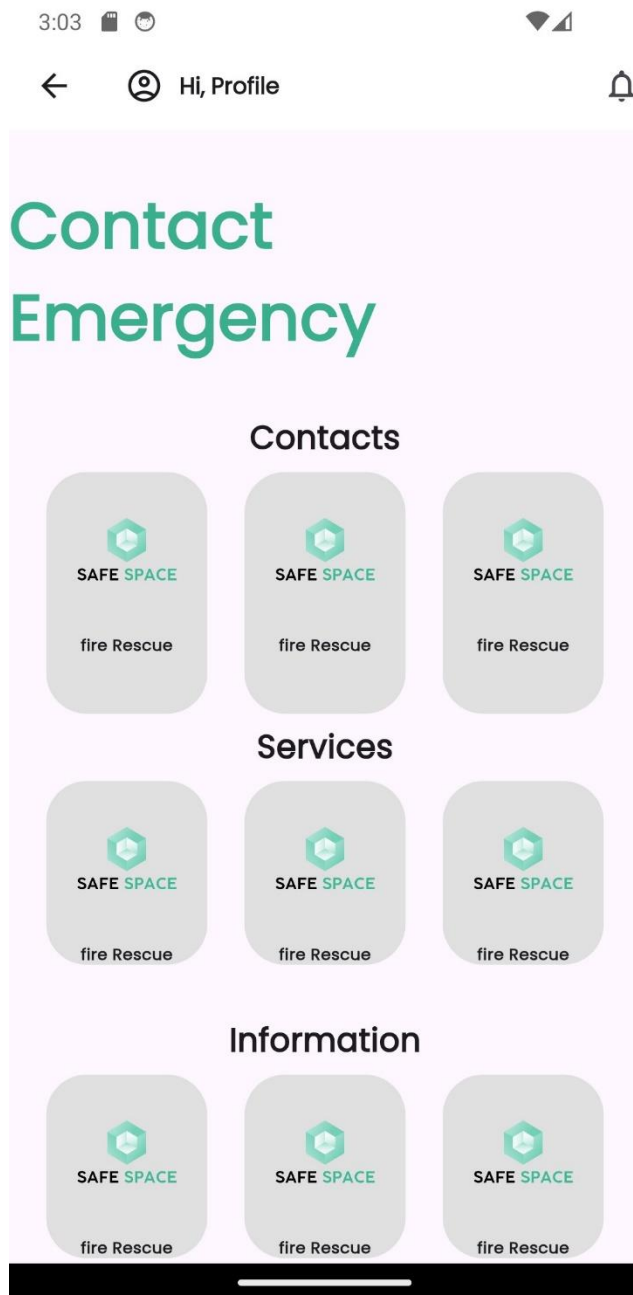 3:03
Hi, Profile
Contact
Emergency
Contacts
SAFE SPACE SAFE SPACE SAFE SPACE
fire Rescue fire Rescue fire Rescue
Services
SAFE SPACE SAFE SPACE SAFE SPACE
fire Rescue fire Rescue fire Rescue
Information
SAFE SPACE SAFE SPACE SAFE SPACE
fire Rescue fire Rescue fire Rescue